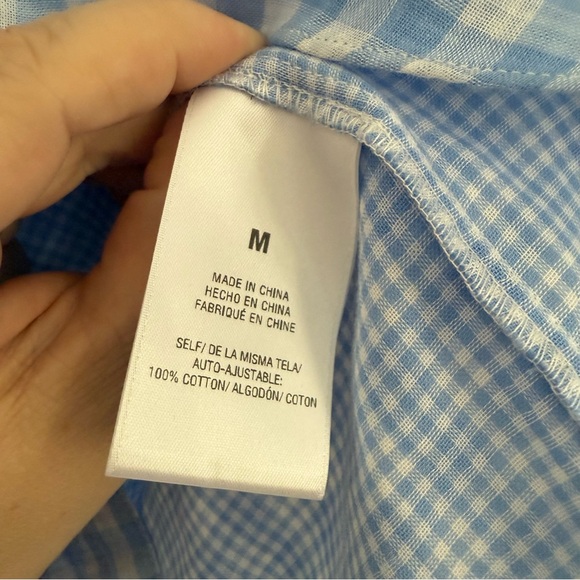 M
MADE IN CHINA
HECHO EN CHINA
FABRIQUÉ EN CHINE
SELF/ DE LA MISMA TELA/
AUTO-AJUSTABLE:
100% COTTON/ ALGODÓN/ COTON